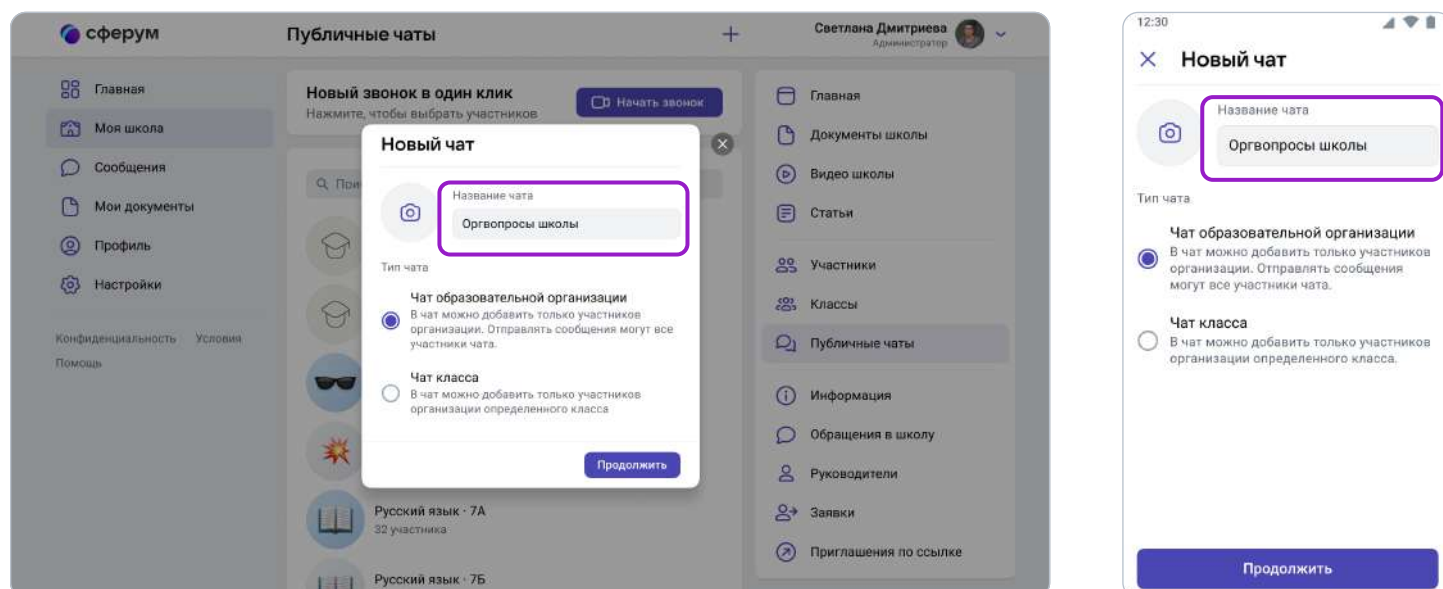 сферум
Публичные чаты
Светлана Дмитриева
Администратор
Главная
Моя школа
Сообщения
Мои документы
Профиль
Настройки
Конфиденциальность Условия
Помощь
Новый звонок в один клик
Нажмите, чтобы выбрать участников
Начать звонок
Новый чат
Название чата
Оргвопросы школы
Тип чата
Чат образовательной организации
В чат можно добавить только участников
организации. Отправлять сообщения могут все
участники чата.
Чат класса
В чат можно добавить только участников
организации определенного класса
Продолжить
Русский язык · 7А
32 участника
Русский язык · 7Б
Главная
Документы школы
Видео школы
Статьи
Участники
Классы
Публичные чаты
Информация
Обращения в школу
Руководители
Заявки
Приглашения по ссылке
12:30
Новый чат
Название чата
Оргвопросы школы
Тип чата
Чат образовательной организации
В чат можно добавить только участников
организации. Отправлять сообщения
могут все участники чата.
Чат класса
В чат можно добавить только участников
организации определенного класса.
Продолжить